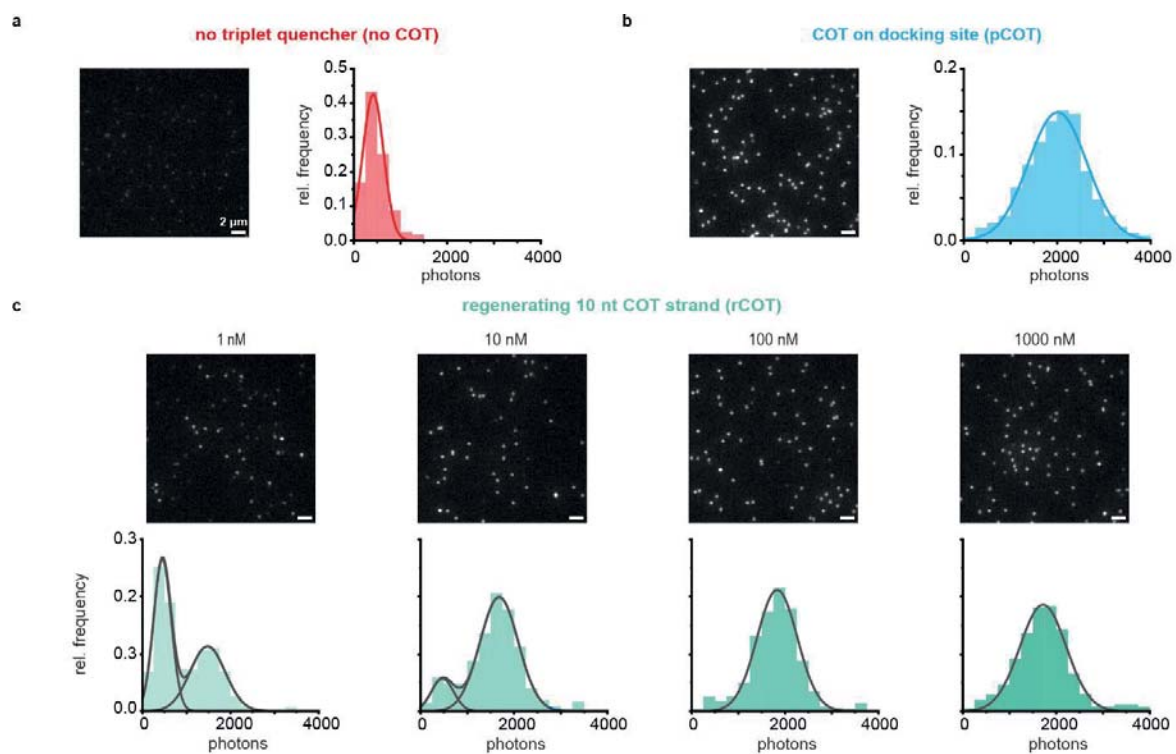 a
no triplet quencher (no COT)
2 µm
rel. frequency
0.5
0.4
0.3
0.2
0.1
0.0
0 2000 4000
photons
b
COT on docking site (pCOT)
rel. frequency
0.2
0.1
0.0
0 2000 4000
photons
c
regenerating 10 nt COT strand (rCOT)
1 nM 10 nM 100 nM 1000 nM
rel. frequency
0.3
0.2
0.3
0.0
0 2000 4000
photons
0 2000 4000
photons
0 2000 4000
photons
0 2000 4000
photons